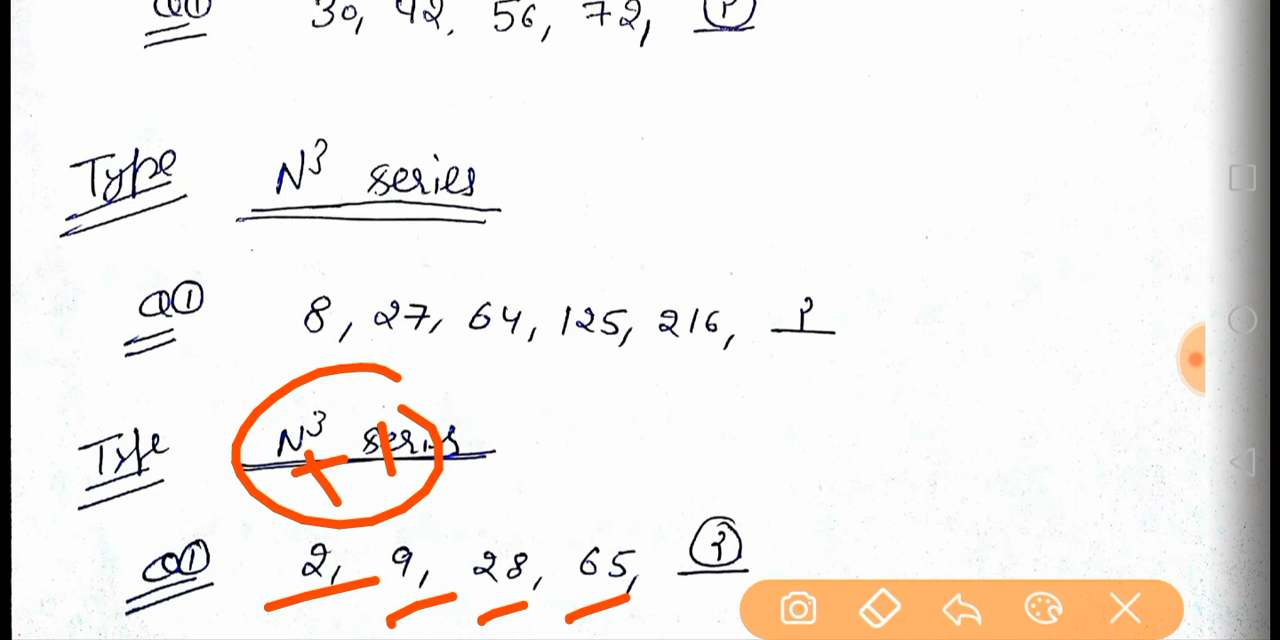 Q① 30, 42, 56, 72, ?
Type N³ series
Q① 8, 27, 64, 125, 216, ?
Type N³ series
+ 1
Q① 2, 9, 28, 65, ?